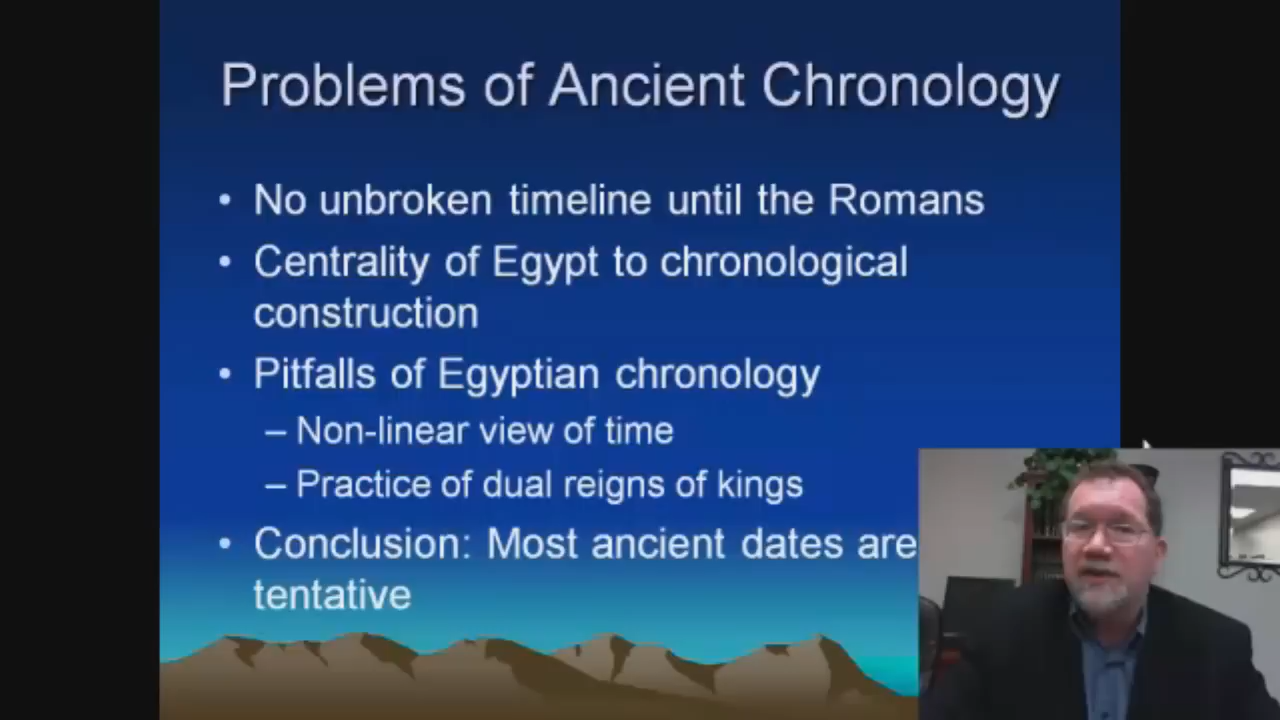 Problems of Ancient Chronology
• No unbroken timeline until the Romans
• Centrality of Egypt to chronological
construction
• Pitfalls of Egyptian chronology
– Non-linear view of time
– Practice of dual reigns of kings
• Conclusion: Most ancient dates are
tentative